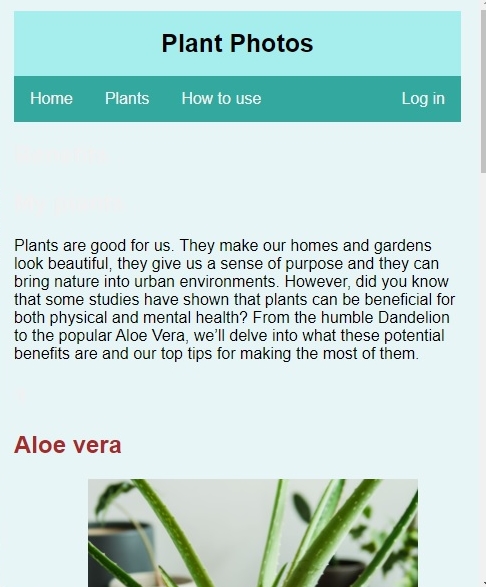 Plant Photos
Home Plants How to use Log in
Plants are good for us. They make our homes and gardens
look beautiful, they give us a sense of purpose and they can
bring nature into urban environments. However, did you know
that some studies have shown that plants can be beneficial for
both physical and mental health? From the humble Dandelion
to the popular Aloe Vera, we’ll delve into what these potential
benefits are and our top tips for making the most of them.
Aloe vera